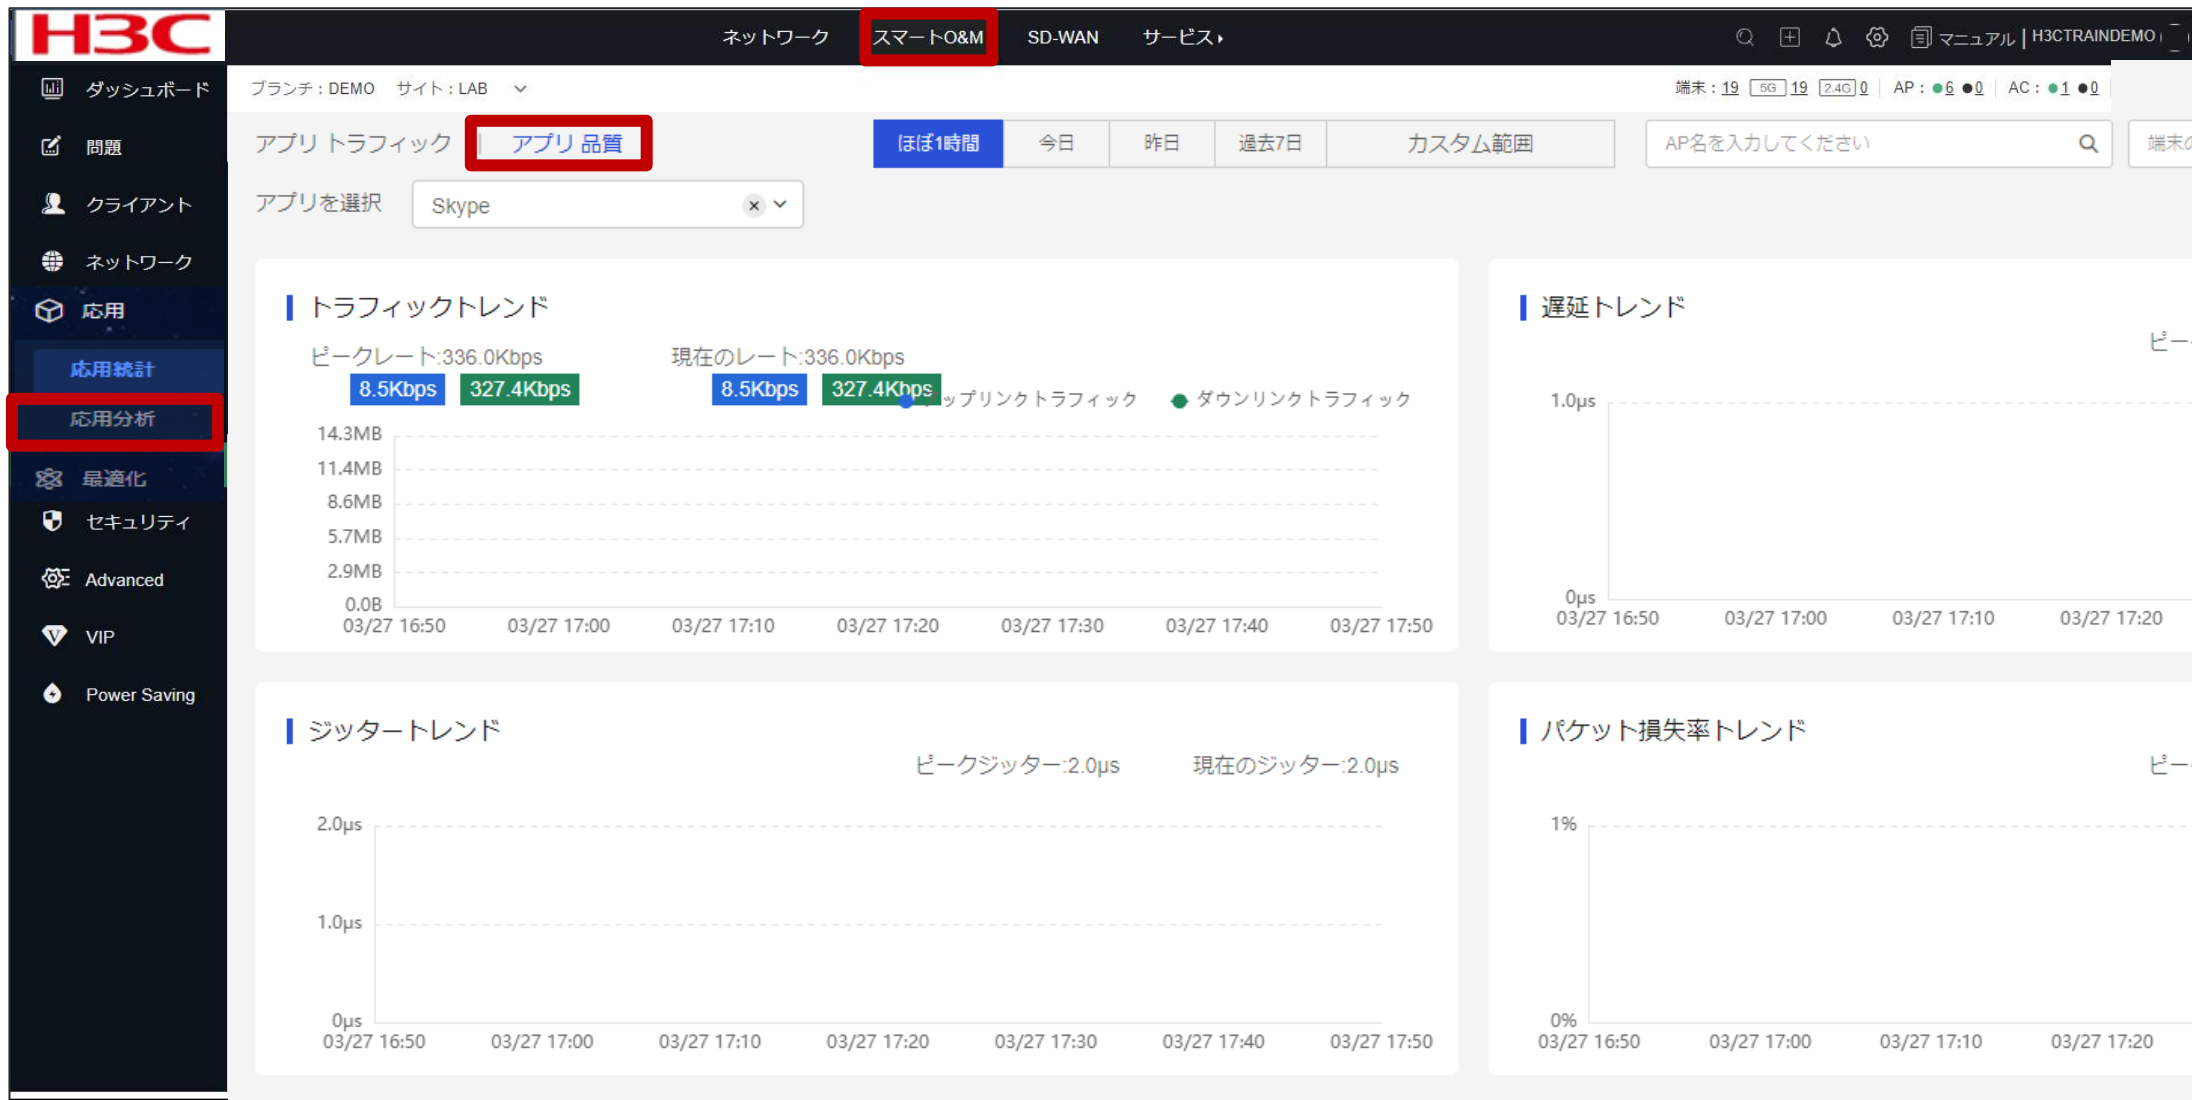 H3C
ネットワーク スマートO&M SD-WAN サービス
マニュアル | H3CTRAINDEMO
ダッシュボード
問題
クライアント
ネットワーク
応用
応用統計
応用分析
最適化
セキュリティ
Advanced
VIP
Power Saving
ブランチ : DEMO サイト : LAB
端末 : 19 5G 19 2.4G 0 AP : 6 0 AC : 1 0
アプリ トラフィック | アプリ 品質
ほぼ1時間 今日 昨日 過去7日 カスタム範囲
AP名を入力してください
端末の
アプリを選択 Skype
トラフィックトレンド
ピークレート:336.0Kbps 現在のレート:336.0Kbps
8.5Kbps 327.4Kbps 8.5Kbps 327.4Kbps
ップリンクトラフィック ダウンリンクトラフィック
14.3MB
11.4MB
8.6MB
5.7MB
2.9MB
0.0B
03/27 16:50 03/27 17:00 03/27 17:10 03/27 17:20 03/27 17:30 03/27 17:40 03/27 17:50
遅延トレンド
ピー
1.0μs
0μs
03/27 16:50 03/27 17:00 03/27 17:10 03/27 17:20
ジッタートレンド
ピークジッター:2.0μs 現在のジッター:2.0μs
2.0μs
1.0μs
0μs
03/27 16:50 03/27 17:00 03/27 17:10 03/27 17:20 03/27 17:30 03/27 17:40 03/27 17:50
パケット損失率トレンド
ピー
1%
0%
03/27 16:50 03/27 17:00 03/27 17:10 03/27 17:20